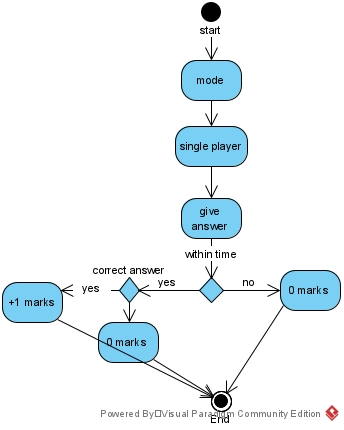 start
mode
single player
give
answer
within time
correct answer
yes
yes
no
+1 marks
0 marks
0 marks
End
Powered By Visual Paradigm Community Edition